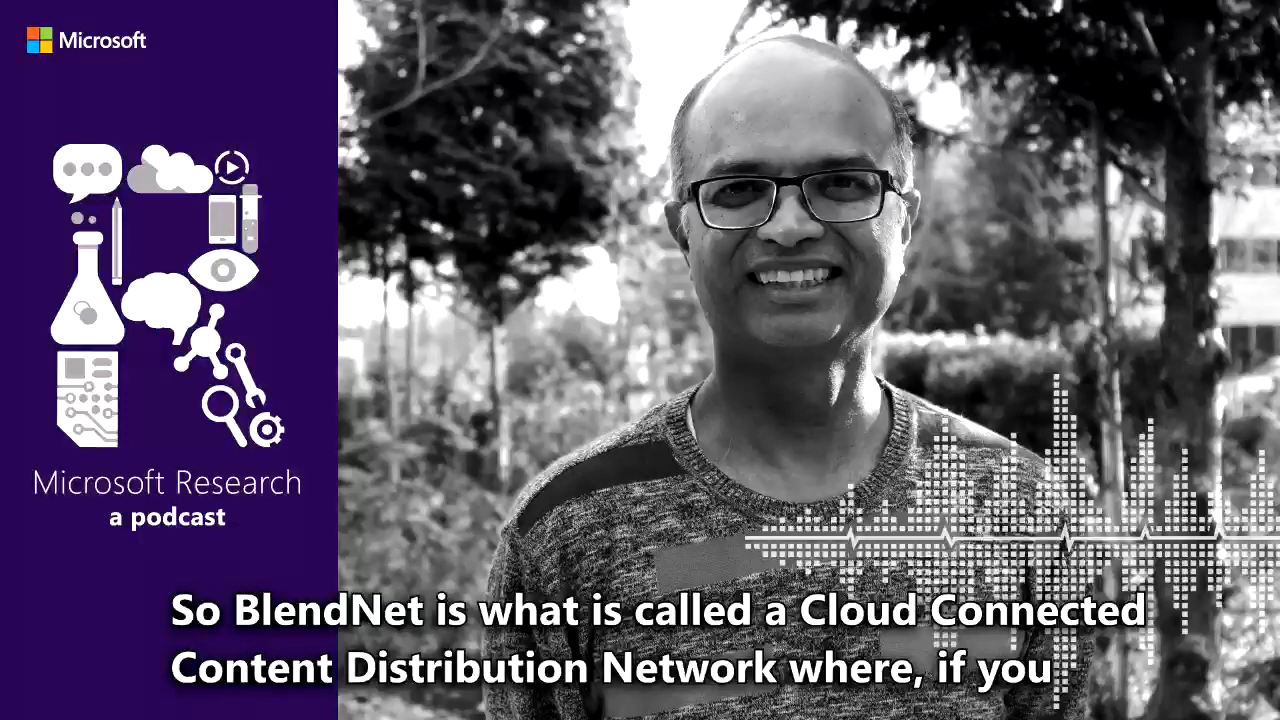 Microsoft
Microsoft Research
a podcast
So BlendNet is what is called a Cloud Connected
Content Distribution Network where, if you